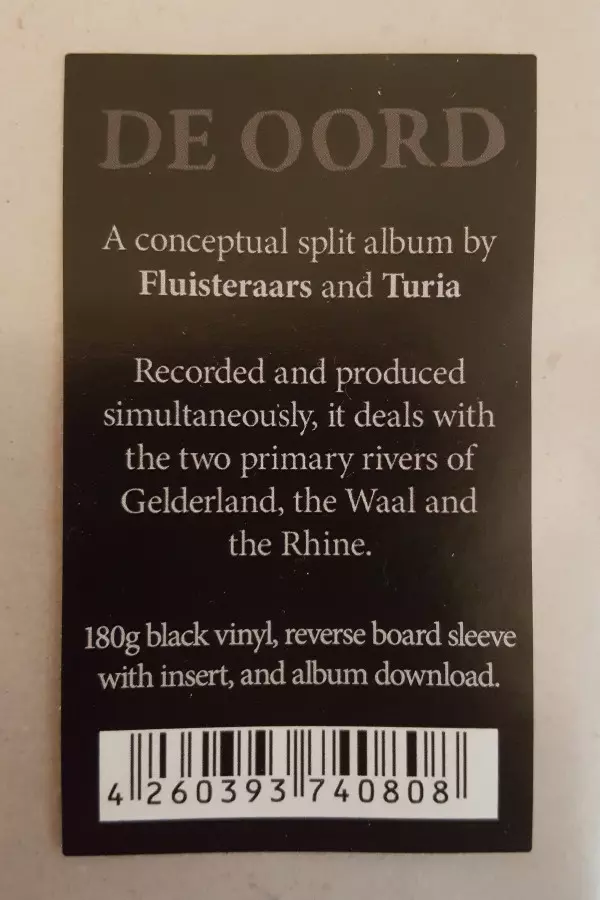 DE OORD
A conceptual split album by
Fluisteraars and Turia
Recorded and produced
simultaneously, it deals with
the two primary rivers of
Gelderland, the Waal and
the Rhine.
180g black vinyl, reverse board sleeve
with insert, and album download.
4 260393 740808